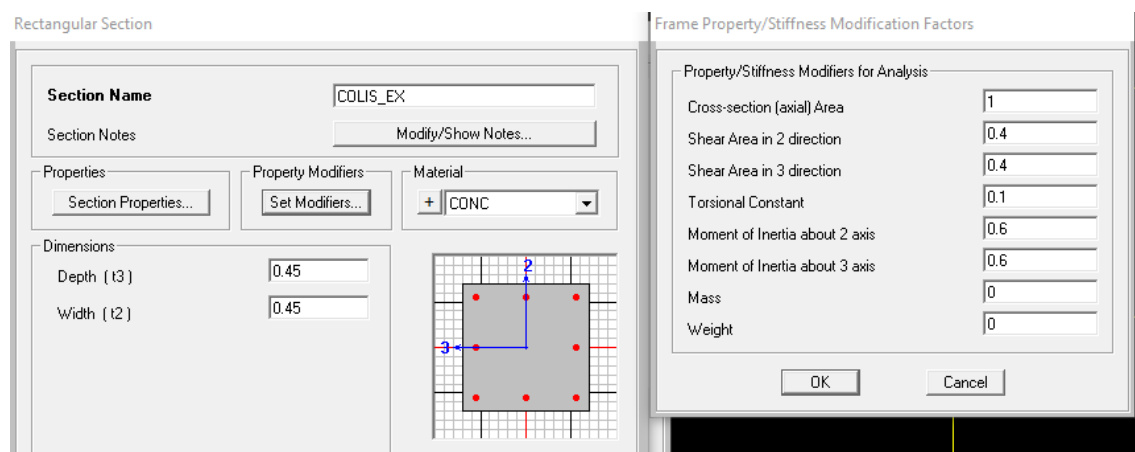 Rectangular Section
Section Name
COLIS_EX
Section Notes
Modify/Show Notes...
Properties
Section Properties...
Property Modifiers
Set Modifiers...
Material
+ CONC
Dimensions
Depth ( t3 )
0.45
Width ( t2 )
0.45
2
3
Frame Property/Stiffness Modification Factors
Property/Stiffness Modifiers for Analysis
Cross-section (axial) Area
1
Shear Area in 2 direction
0.4
Shear Area in 3 direction
0.4
Torsional Constant
0.1
Moment of Inertia about 2 axis
0.6
Moment of Inertia about 3 axis
0.6
Mass
0
Weight
0
OK
Cancel